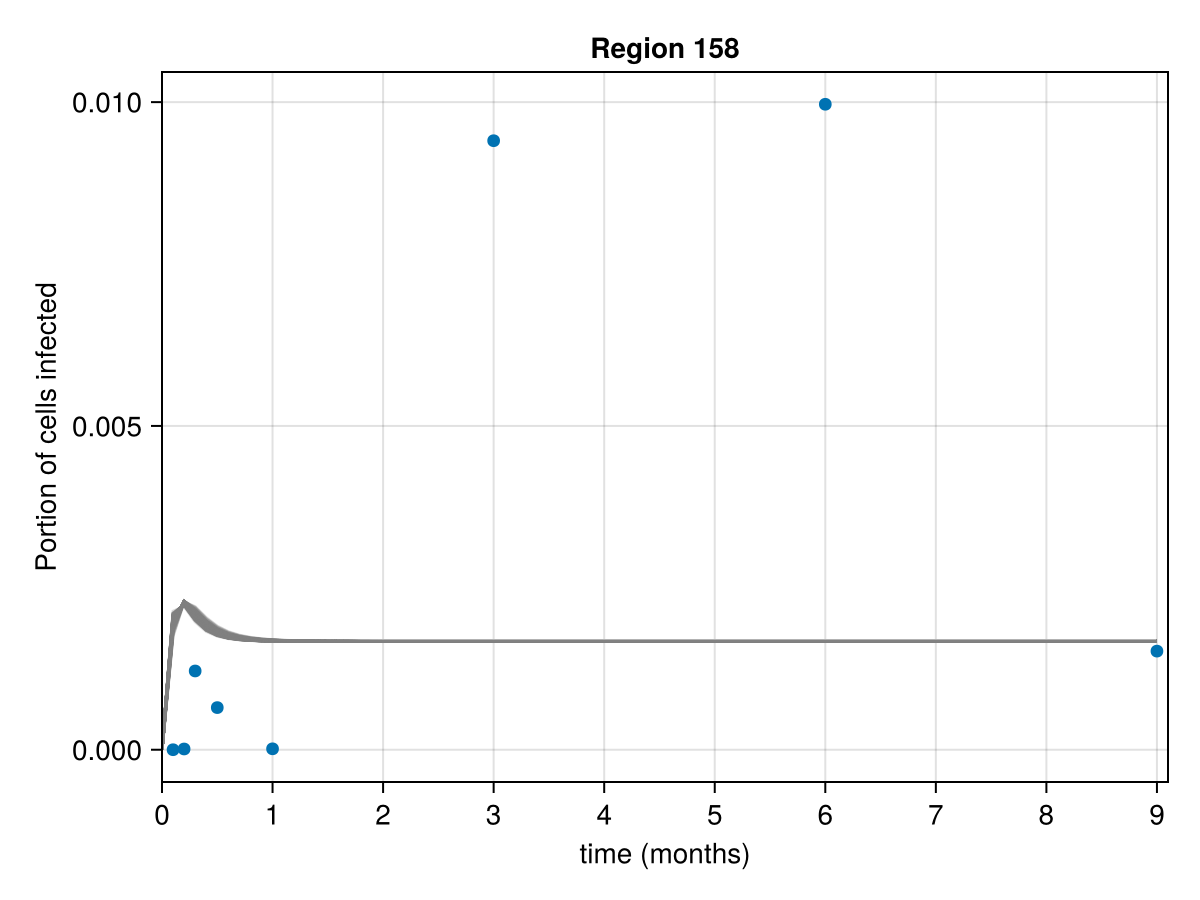 Region 158
0.010
0.005
0.000
Portion of cells infected
0 1 2 3 4 5 6 7 8 9
time (months)